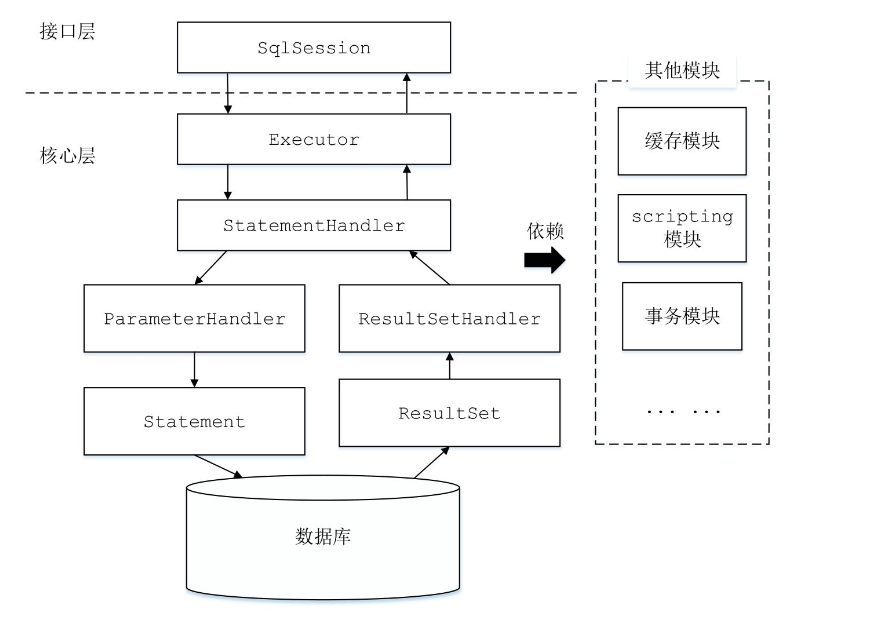 接口层
SqlSession
其他模块
Executor
缓存模块
核心层
scripting
模块
StatementHandler
依赖
ParameterHandler
ResultSetHandler
事务模块
Statement
ResultSet
... ...
数据库